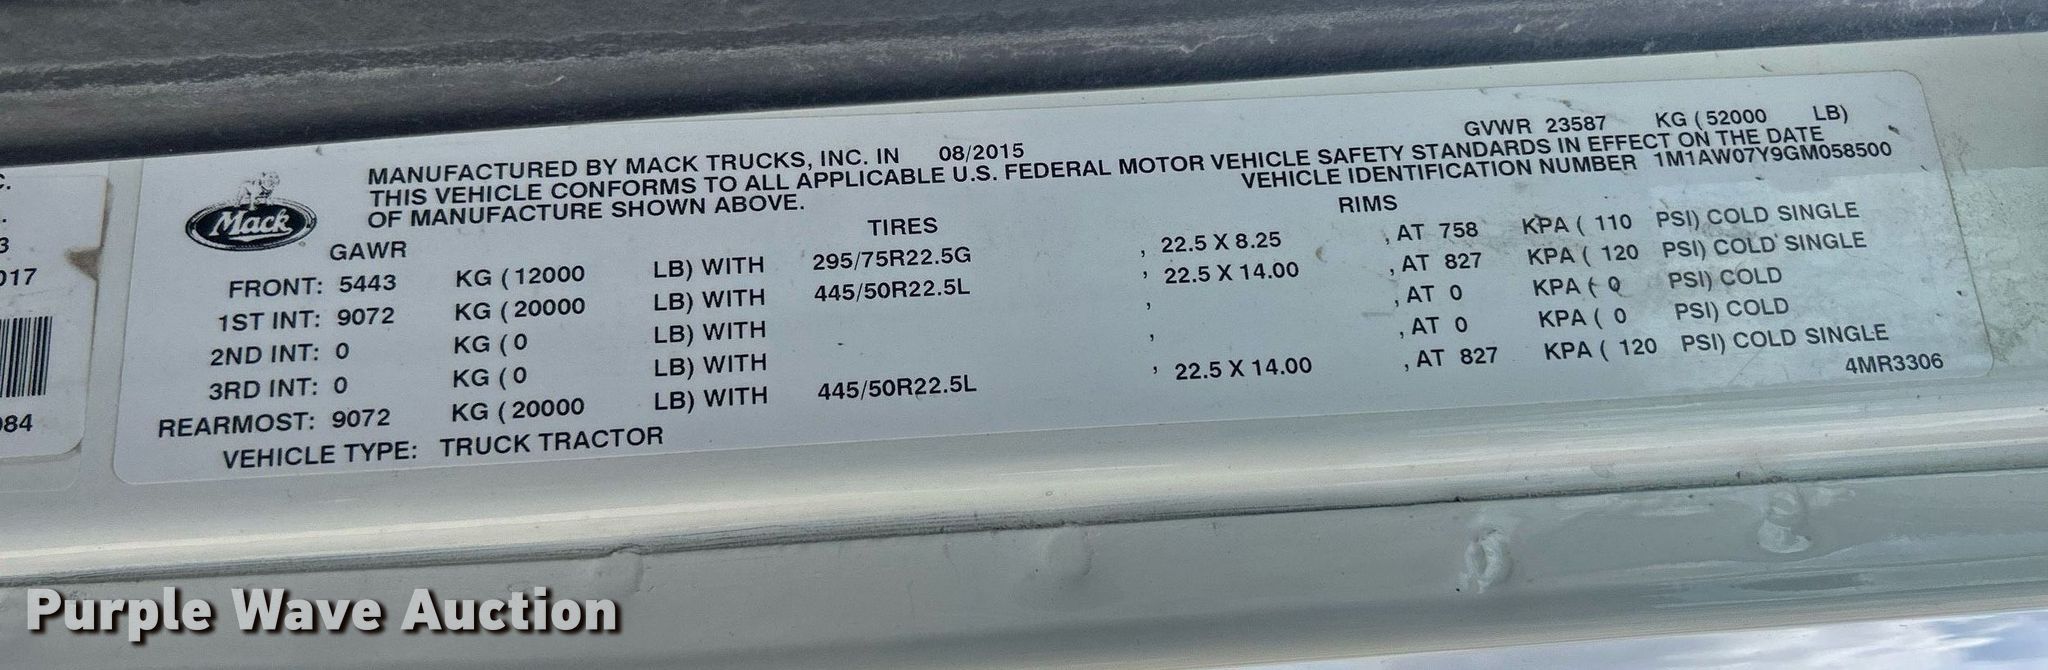 C.
.
3
017
084
Mack
MANUFACTURED BY MACK TRUCKS, INC. IN 08/2015 GVWR 23587 KG (52000 LB)
THIS VEHICLE CONFORMS TO ALL APPLICABLE U.S. FEDERAL MOTOR VEHICLE SAFETY STANDARDS IN EFFECT ON THE DATE
OF MANUFACTURE SHOWN ABOVE. VEHICLE IDENTIFICATION NUMBER 1M1AW07Y9GM058500
GAWR TIRES RIMS
FRONT: 5443 KG (12000 LB) WITH 295/75R22.5G , 22.5 X 8.25 , AT 758 KPA ( 110 PSI) COLD SINGLE
1ST INT: 9072 KG (20000 LB) WITH 445/50R22.5L , 22.5 X 14.00 , AT 827 KPA ( 120 PSI) COLD SINGLE
2ND INT: 0 KG (0 LB) WITH , , AT 0 KPA ( 0 PSI) COLD
3RD INT: 0 KG (0 LB) WITH , , AT 0 KPA ( 0 PSI) COLD
REARMOST: 9072 KG (20000 LB) WITH 445/50R22.5L , 22.5 X 14.00 , AT 827 KPA ( 120 PSI) COLD SINGLE
VEHICLE TYPE: TRUCK TRACTOR 4MR3306
Purple Wave Auction